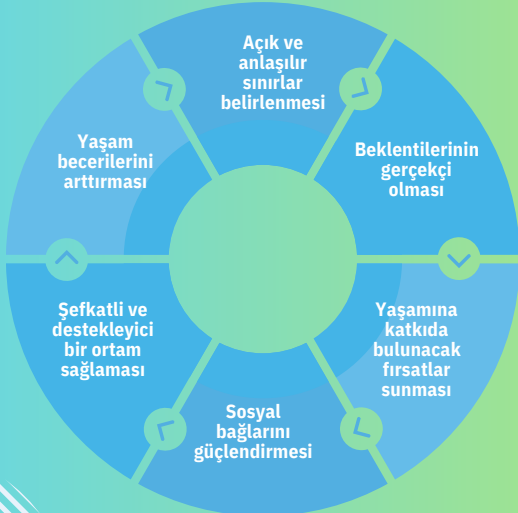 Açık ve
anlaşılır
sınırlar
belirlenmesi
Beklentilerinin
gerçekçi
olması
Yaşamına
katkıda
bulunacak
fırsatlar
sunması
Sosyal
bağlarını
güçlendirmesi
Şefkatli ve
destekleyici
bir ortam
sağlaması
Yaşam
becerilerini
arttırması